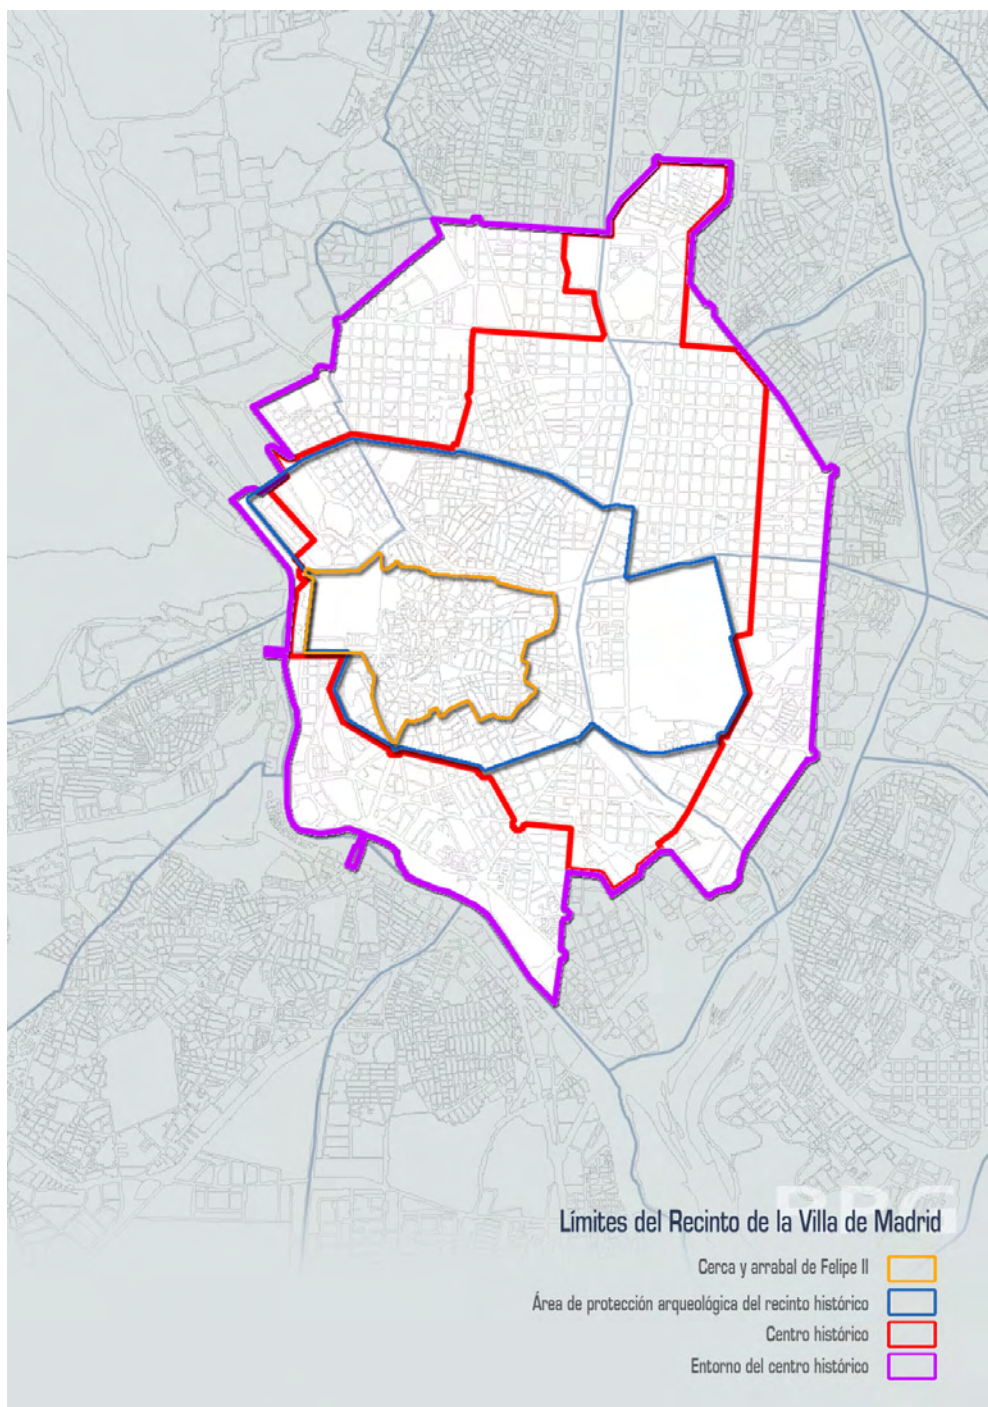 Límites del Recinto de la Villa de Madrid
Cerca y arrabal de Felipe II
Área de protección arqueológica del recinto histórico
Centro histórico
Entorno del centro histórico